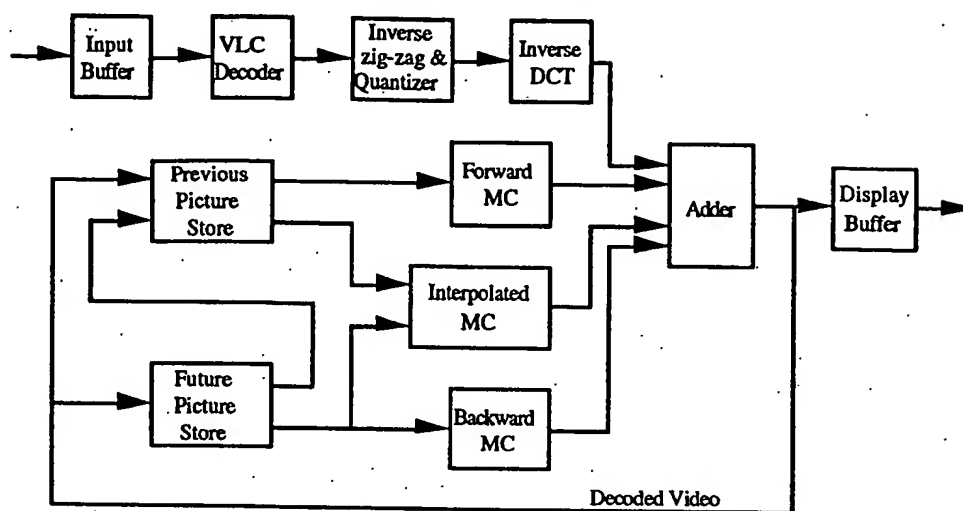 Input
Buffer
VLC
Decoder
Inverse
zig-zag &
Quantizer
Inverse
DCT
Previous
Picture
Store
Forward
MC
Adder
Display
Buffer
Interpolated
MC
Future
Picture
Store
Backward
MC
Decoded Video